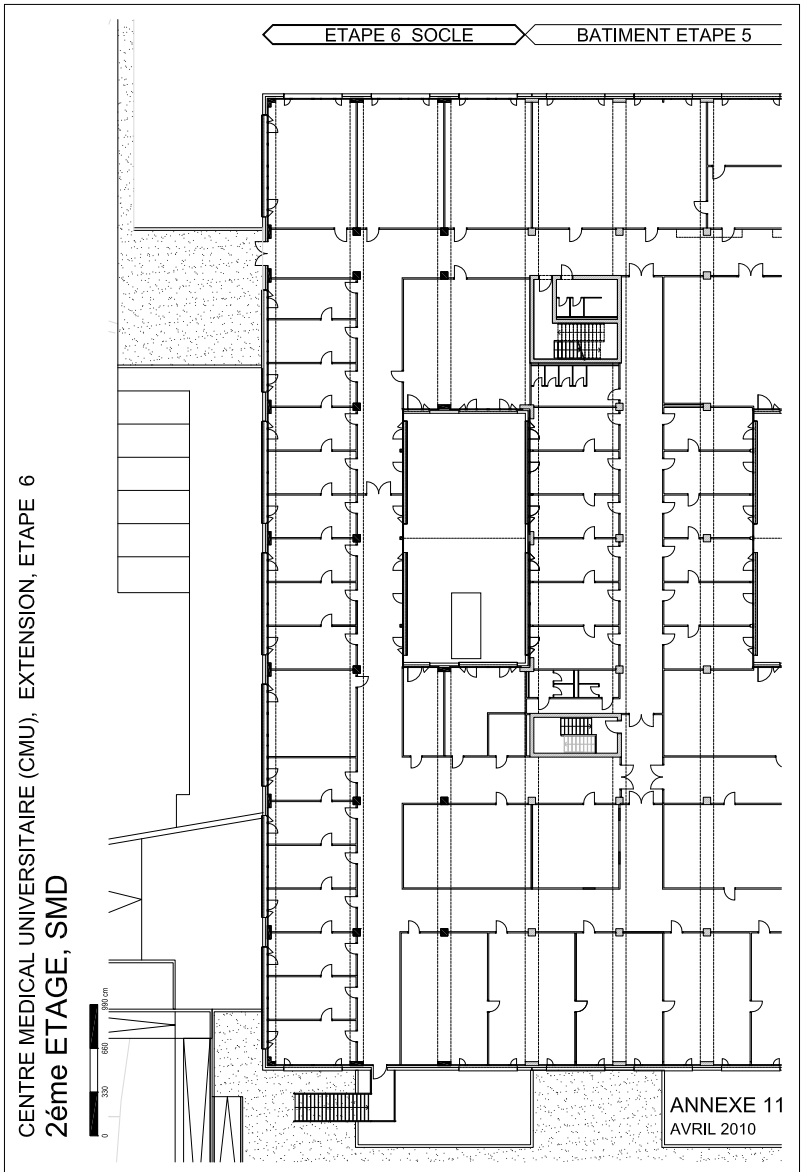 ETAPE 6 SOCLE
BATIMENT ETAPE 5
CENTRE MEDICAL UNIVERSITAIRE (CMU), EXTENSION, ETAPE 6
2éme ETAGE, SMD
0 330 660 990 cm
ANNEXE 11
AVRIL 2010